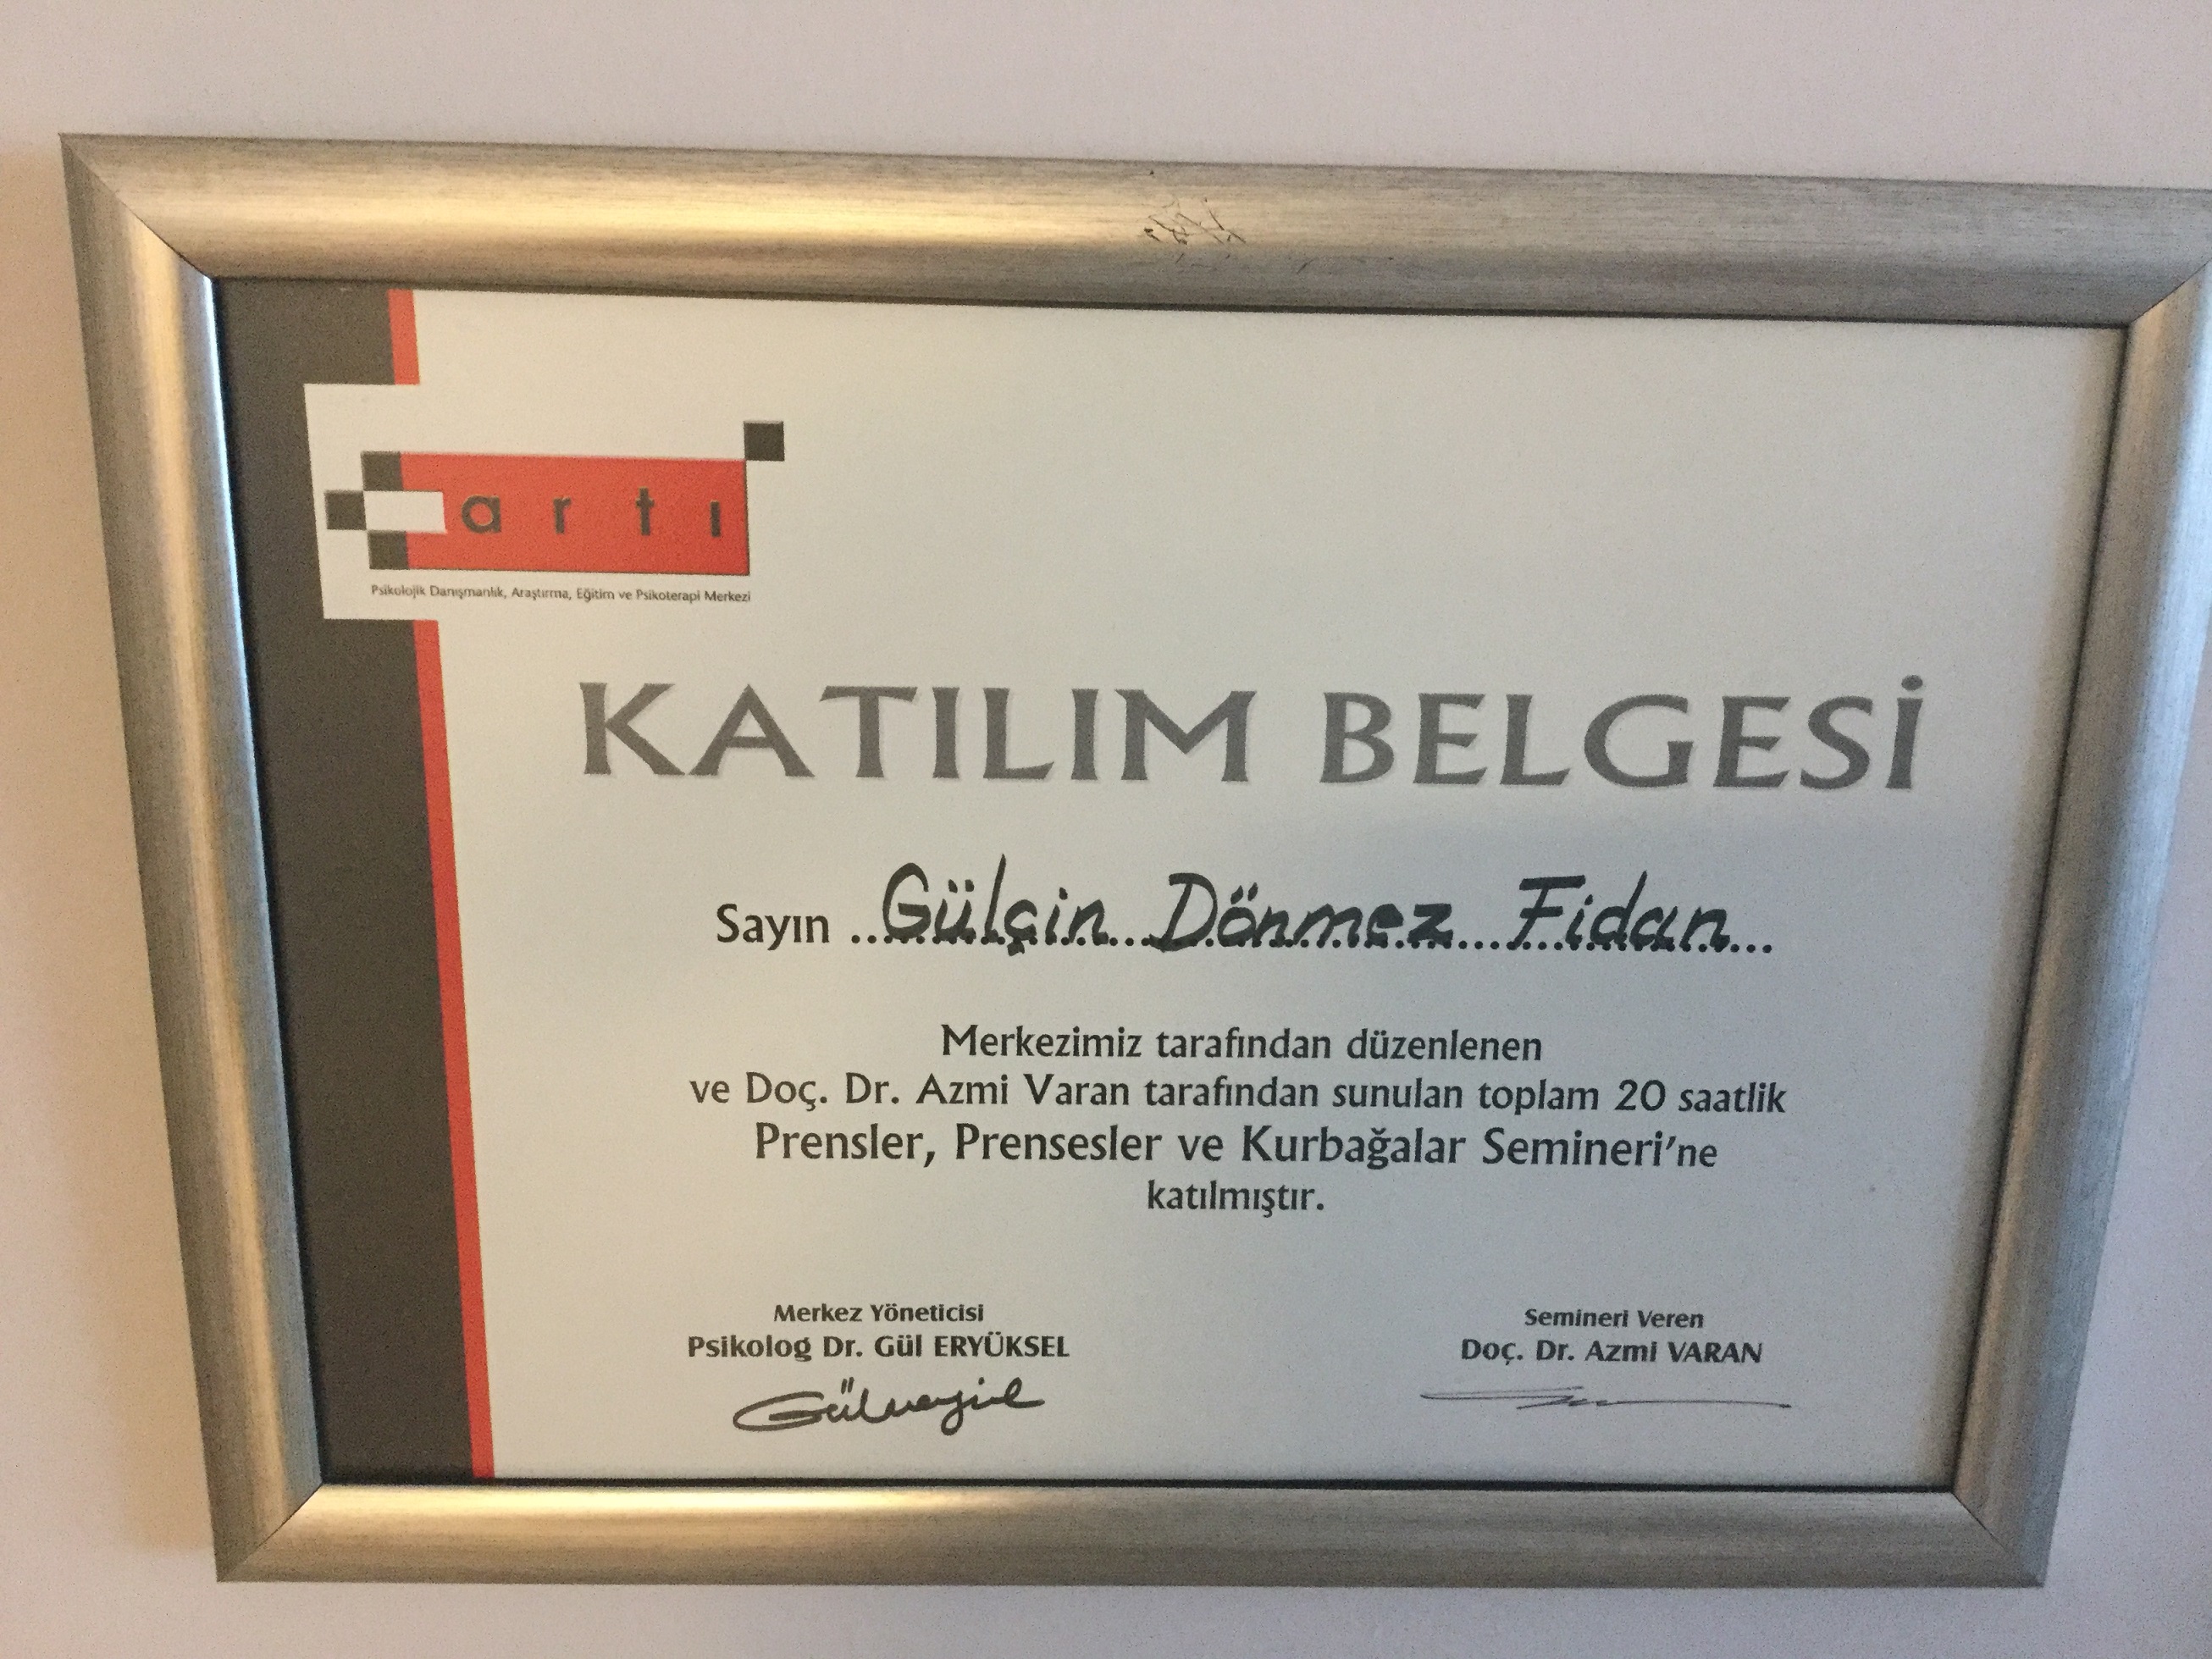 artı
Psikolojik Danışmanlık, Araştırma, Eğitim ve Psikoterapi Merkezi
KATILIM BELGESİ
Sayın ..Gülçin...Dönmez...Fidan...
Merkezimiz tarafından düzenlenen
ve Doç. Dr. Azmi Varan tarafından sunulan toplam 20 saatlik
Prensler, Prensesler ve Kurbağalar Semineri'ne
katılmıştır.
Merkez Yöneticisi
Psikolog Dr. Gül ERYÜKSEL
Semineri Veren
Doç. Dr. Azmi VARAN